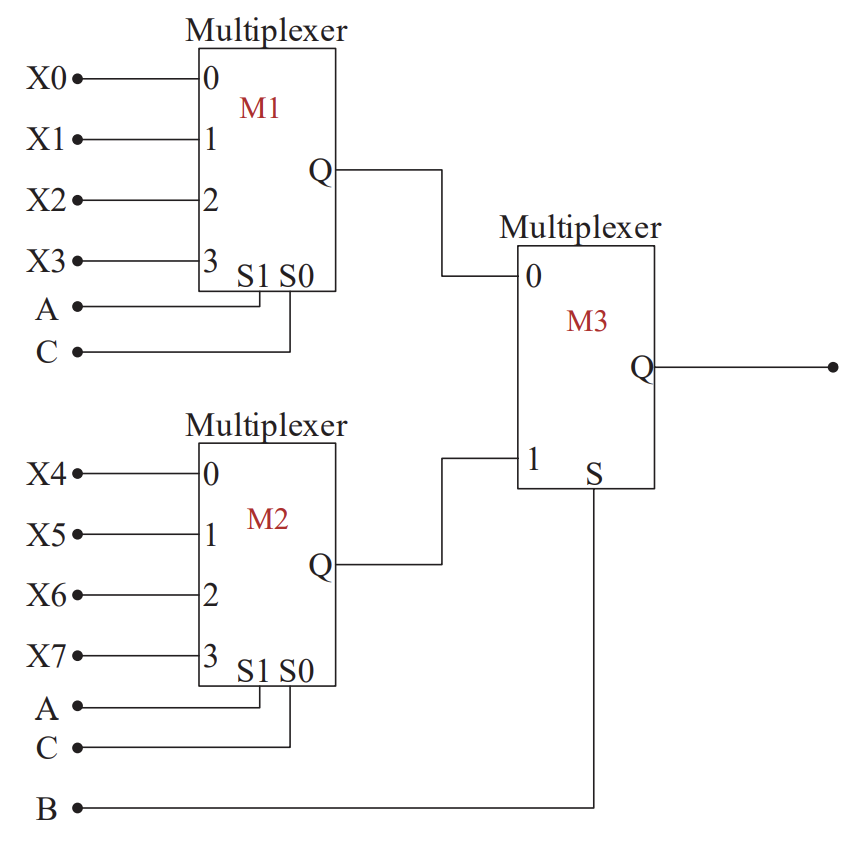 Multiplexer
X0 0
M1
X1 1
Q
X2 2
X3 3
S1 S0
A
C
Multiplexer
0
M3
Q
1
S
Multiplexer
X4 0
M2
X5 1
Q
X6 2
X7 3
S1 S0
A
C
B